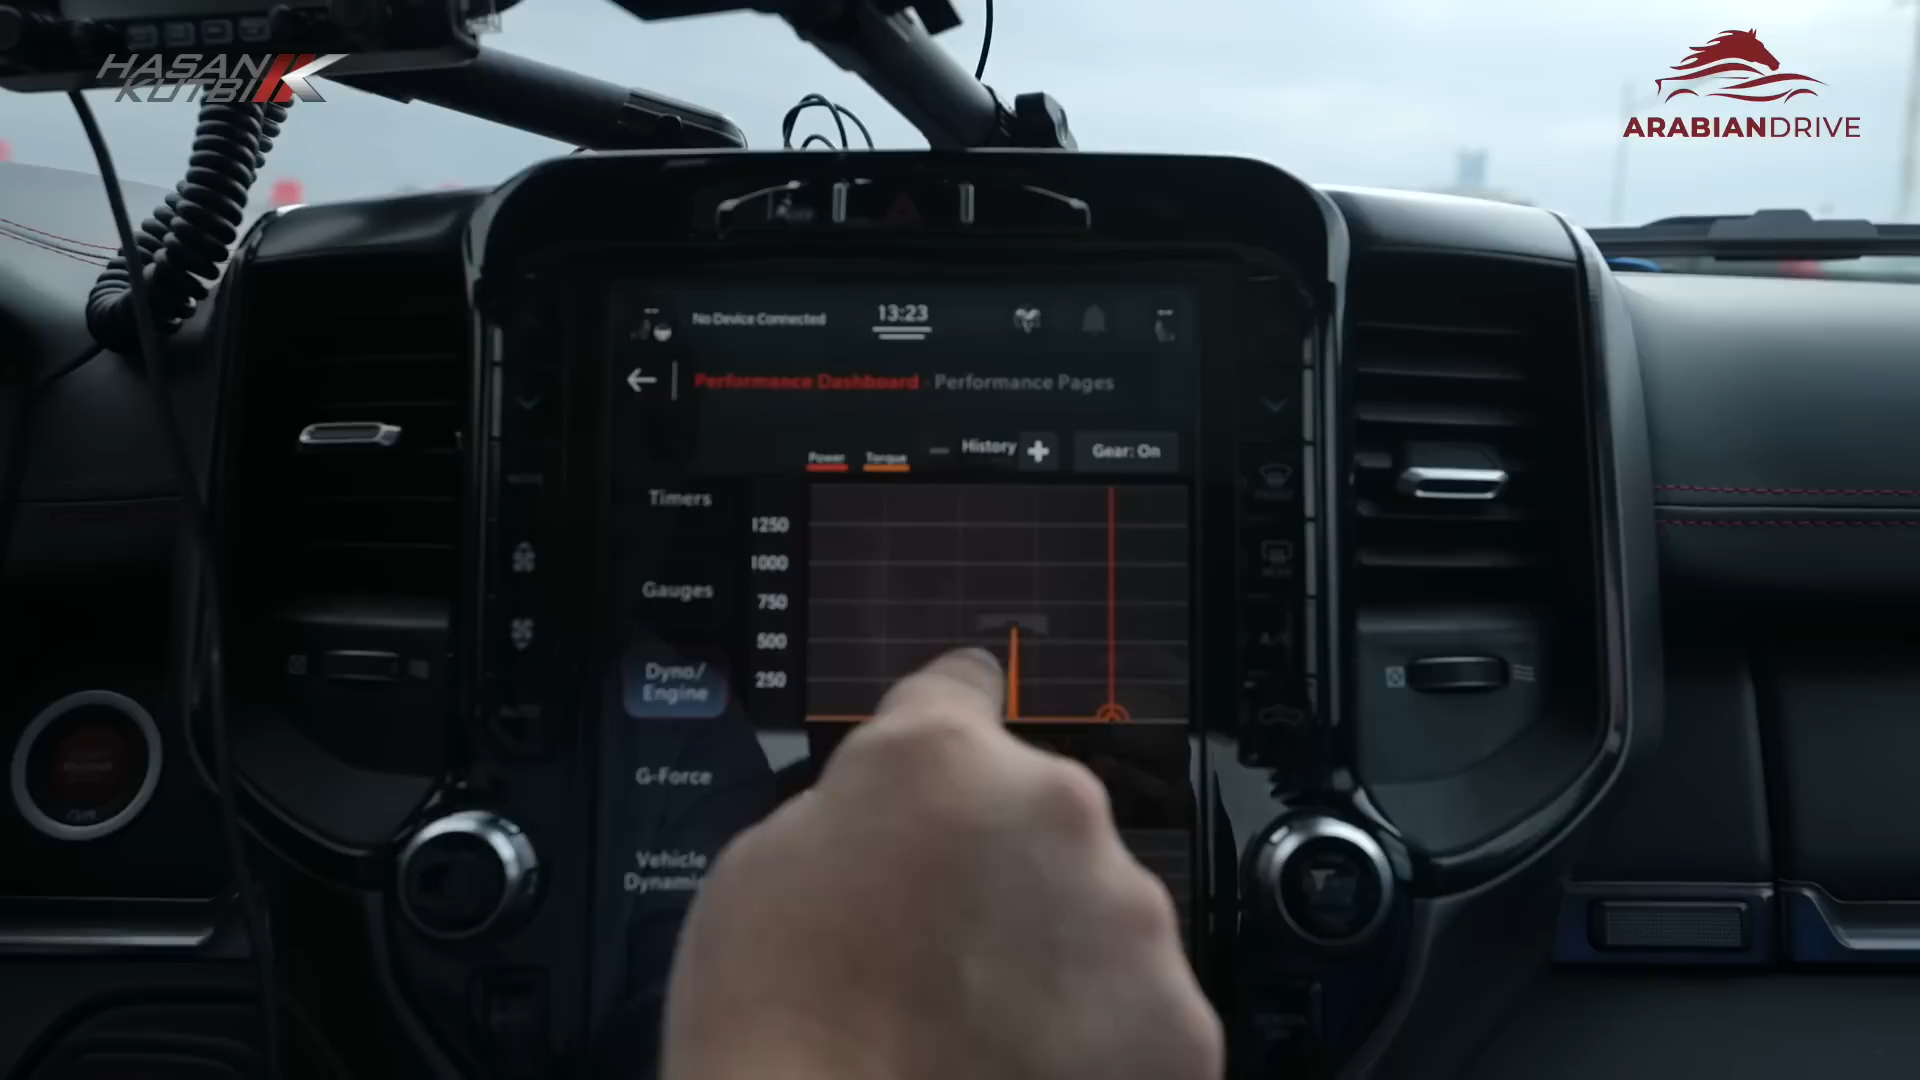 HASAN
KUTBI
ARABIANDRIVE
No Device Connected
13:23
Performance Dashboard - Performance Pages
Power
Torque
History
Gear: On
Timers
1250
1000
Gauges
750
500
Dyno/
Engine
250
G-Force
Vehicle